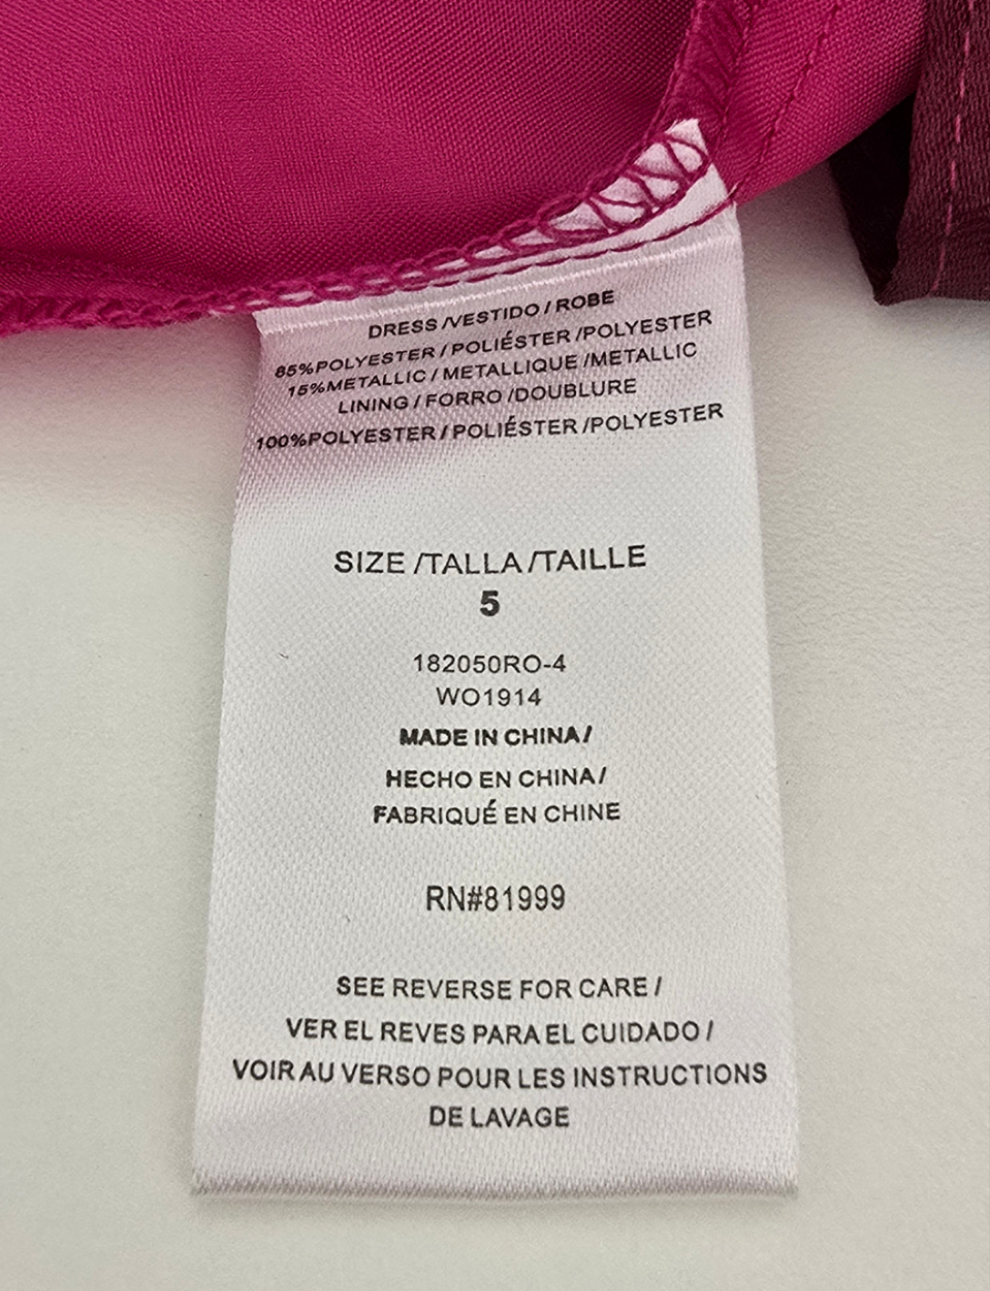 DRESS /VESTIDO / ROBE
85%POLYESTER / POLIÉSTER /POLYESTER
15%METALLIC / METALLIQUE /METALLIC
LINING / FORRO /DOUBLURE
100%POLYESTER / POLIÉSTER /POLYESTER
SIZE /TALLA /TAILLE
5
182050RO-4
WO1914
MADE IN CHINA/
HECHO EN CHINA/
FABRIQUÉ EN CHINE
RN#81999
SEE REVERSE FOR CARE /
VER EL REVES PARA EL CUIDADO /
VOIR AU VERSO POUR LES INSTRUCTIONS
DE LAVAGE